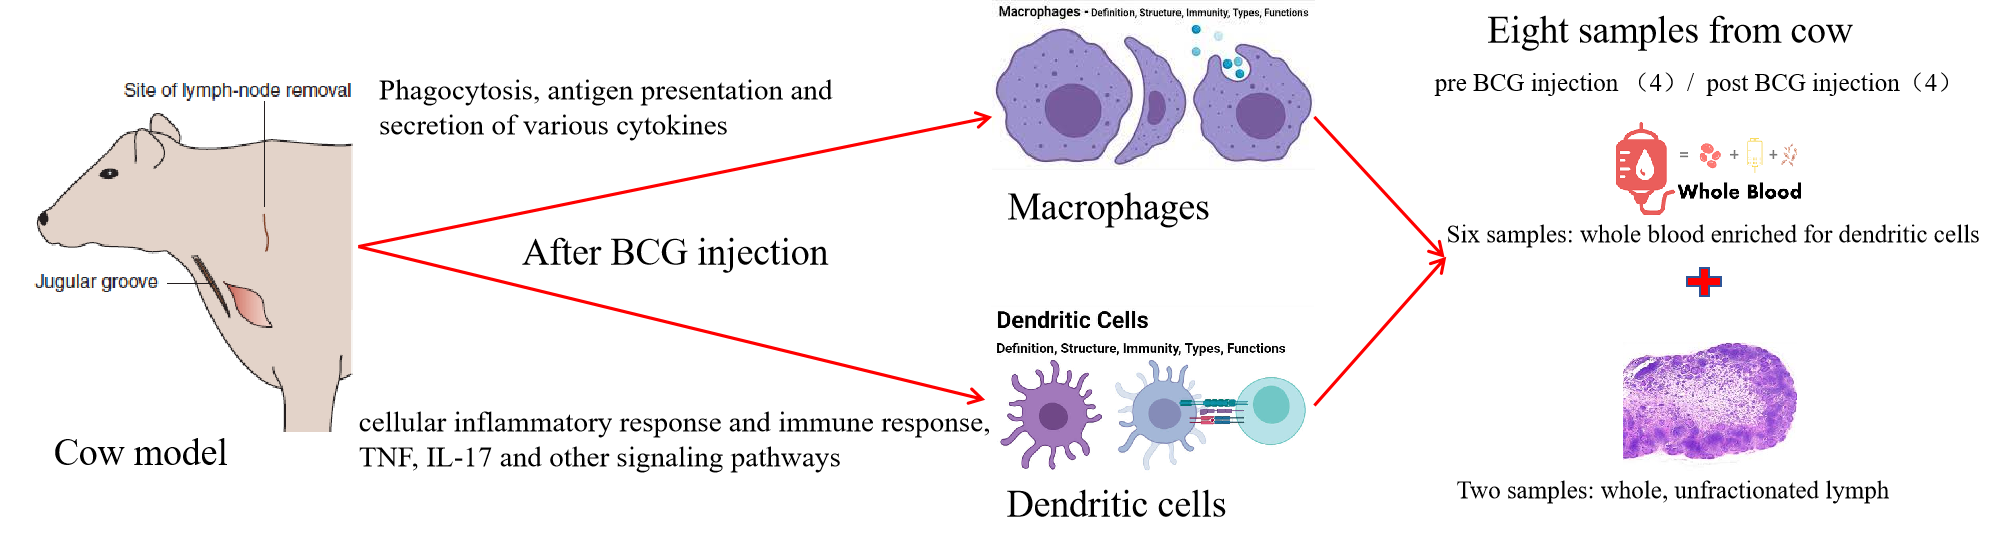 Site of lymph-node removal
Jugular groove
Cow model
Phagocytosis, antigen presentation and
secretion of various cytokines
After BCG injection
cellular inflammatory response and immune response,
TNF, IL-17 and other signaling pathways
Macrophages - Definition, Structure, Immunity, Types, Functions
Macrophages
Dendritic Cells
Definition, Structure, Immunity, Types, Functions
Dendritic cells
Eight samples from cow
pre BCG injection （4）/ post BCG injection（4）
= + +
Whole Blood
Six samples: whole blood enriched for dendritic cells
Two samples: whole, unfractionated lymph